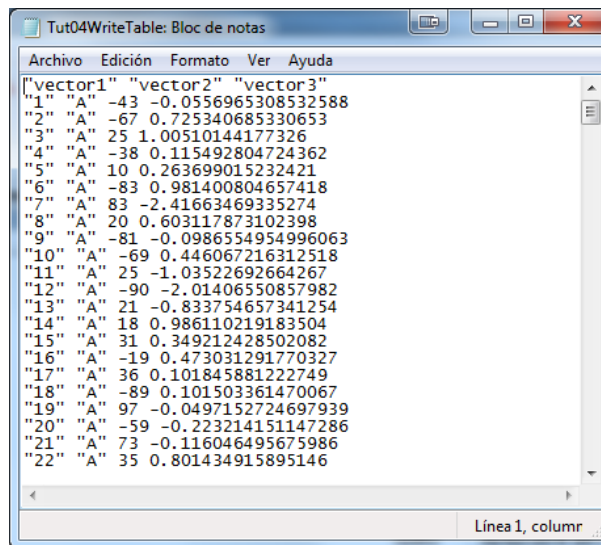 Tut04WriteTable: Bloc de notas
Archivo Edición Formato Ver Ayuda
"vector1" "vector2" "vector3"
"1" "A" -43 -0.0556965308532588
"2" "A" -67 0.725340685330653
"3" "A" 25 1.00510144177326
"4" "A" -38 0.115492804724362
"5" "A" 10 0.263699015232421
"6" "A" -83 0.981400804657418
"7" "A" 83 -2.41663469335274
"8" "A" 20 0.603117873102398
"9" "A" -81 -0.0986554954996063
"10" "A" -69 0.446067216312518
"11" "A" 25 -1.03522692664267
"12" "A" -90 -2.01406550857982
"13" "A" 21 -0.833754657341254
"14" "A" 18 0.986110219183504
"15" "A" 31 0.349212428502082
"16" "A" -19 0.473031291770327
"17" "A" 36 0.101845881222749
"18" "A" -89 0.101503361470067
"19" "A" 97 -0.0497152724697939
"20" "A" -59 -0.223214151147286
"21" "A" 73 -0.116046495675986
"22" "A" 35 0.801434915895146
Línea 1, columr